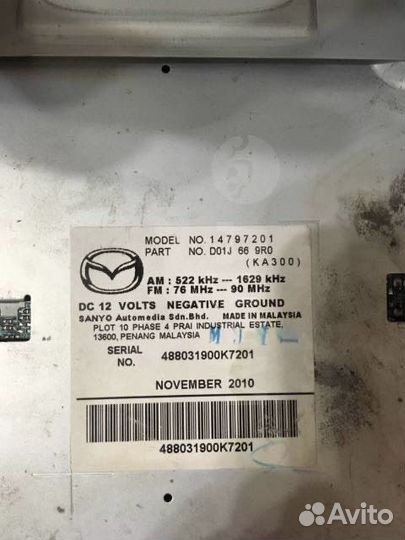 MODEL NO. 14797201
PART NO. D01J 66 9R0
(KA300)
AM : 522 kHz --- 1629 kHz
FM : 76 MHz --- 90 MHz
DC 12 VOLTS NEGATIVE GROUND
SANYO Automedia Sdn.Bhd. MADE IN MALAYSIA
PLOT 10 PHASE 4 PRAI INDUSTRIAL ESTATE,
13600, PENANG MALAYSIA
SERIAL NO. 488031900K7201
NOVEMBER 2010
488031900K7201
Avito